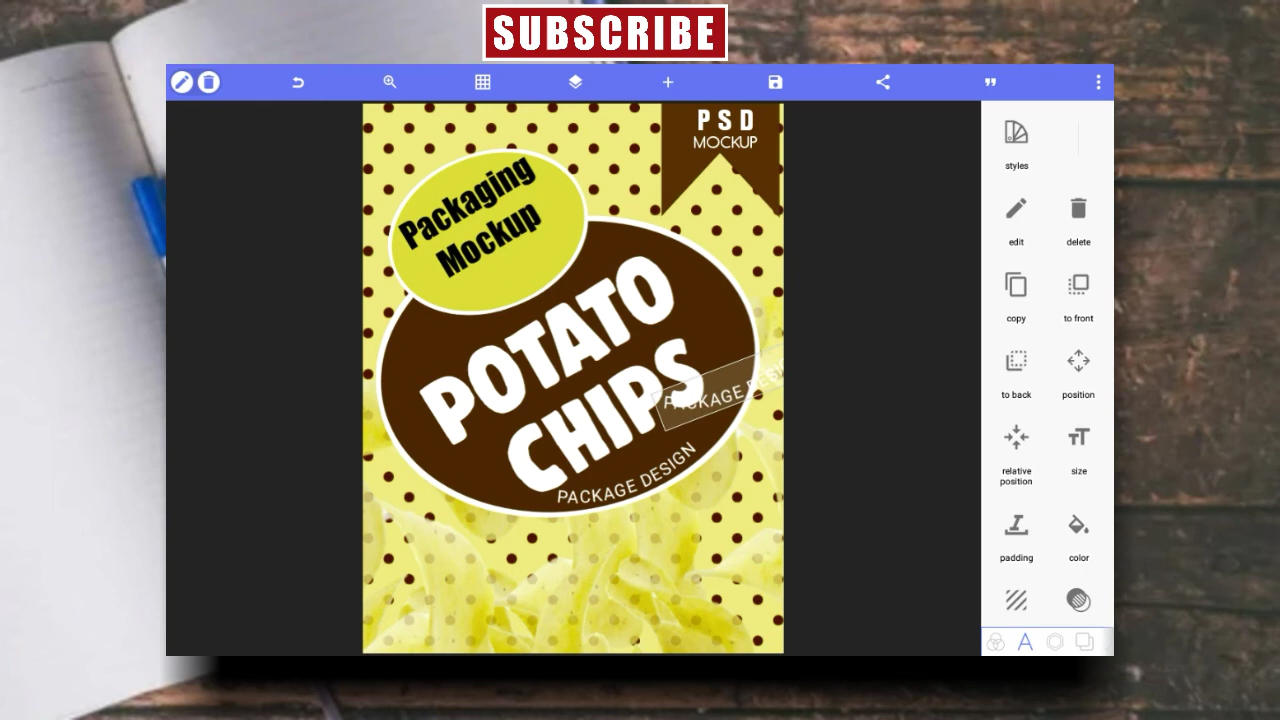 SUBSCRIBE
PSD
MOCKUP
Packaging
Mockup
POTATO
CHIPS
PACKAGE
PACKAGE DESIGN
styles
edit
delete
copy
to front
to back
position
relative
position
size
padding
color